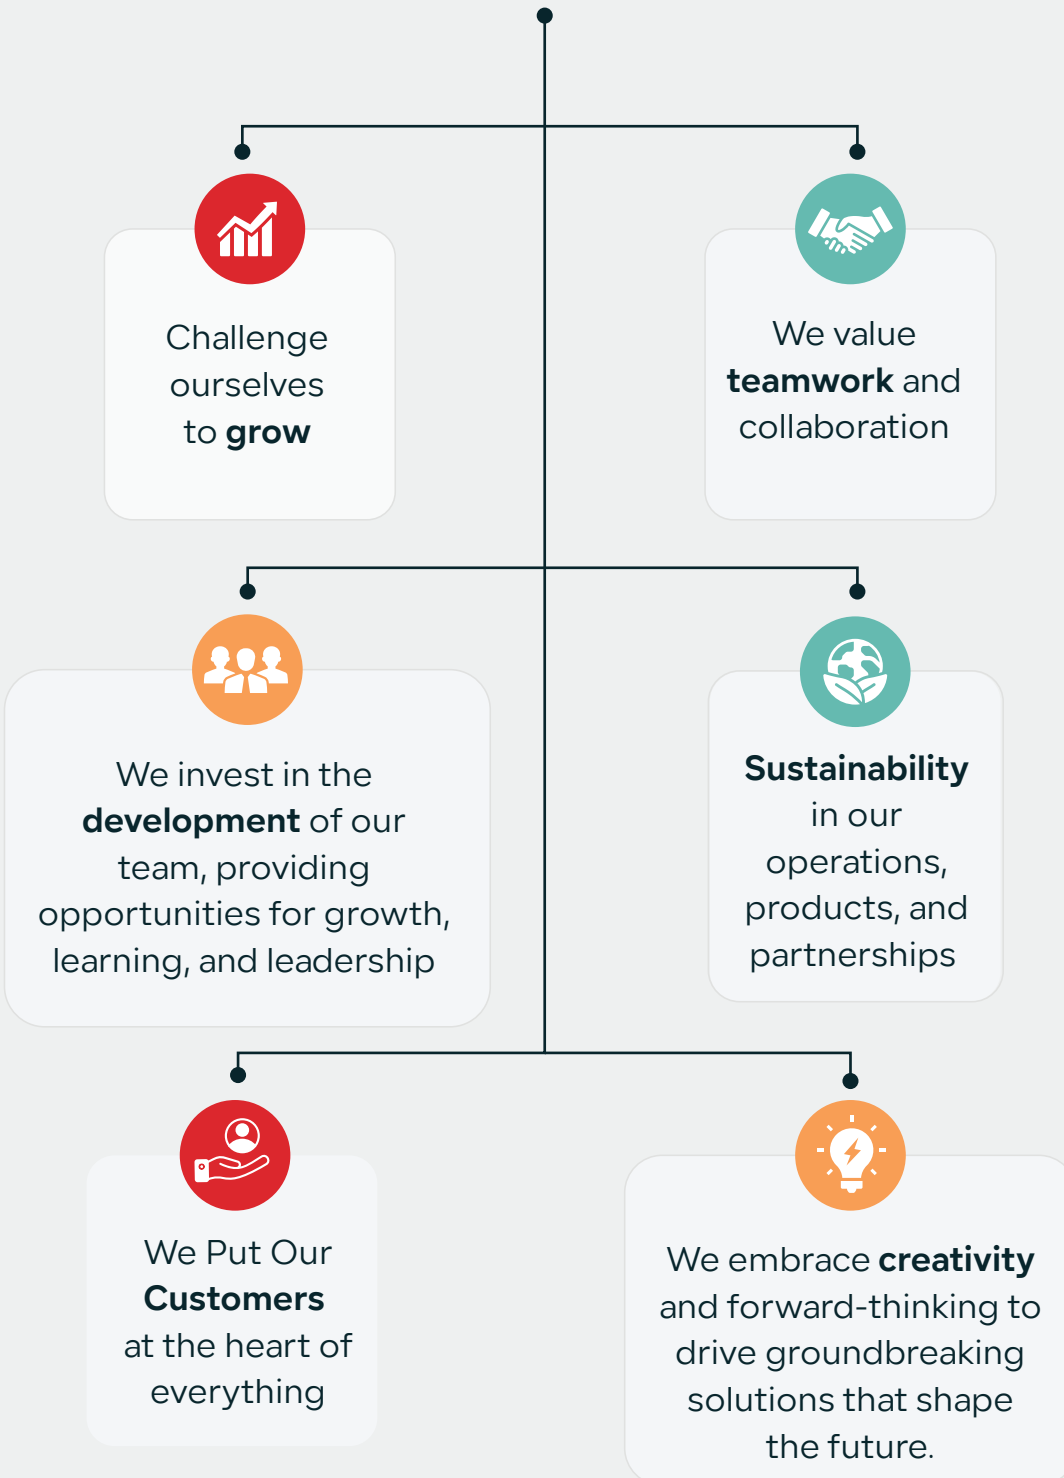 Challenge
ourselves
to grow
We value
teamwork and
collaboration
We invest in the
development of our
team, providing
opportunities for growth,
learning, and leadership
Sustainability
in our
operations,
products, and
partnerships
We Put Our
Customers
at the heart of
everything
We embrace creativity
and forward-thinking to
drive groundbreaking
solutions that shape
the future.